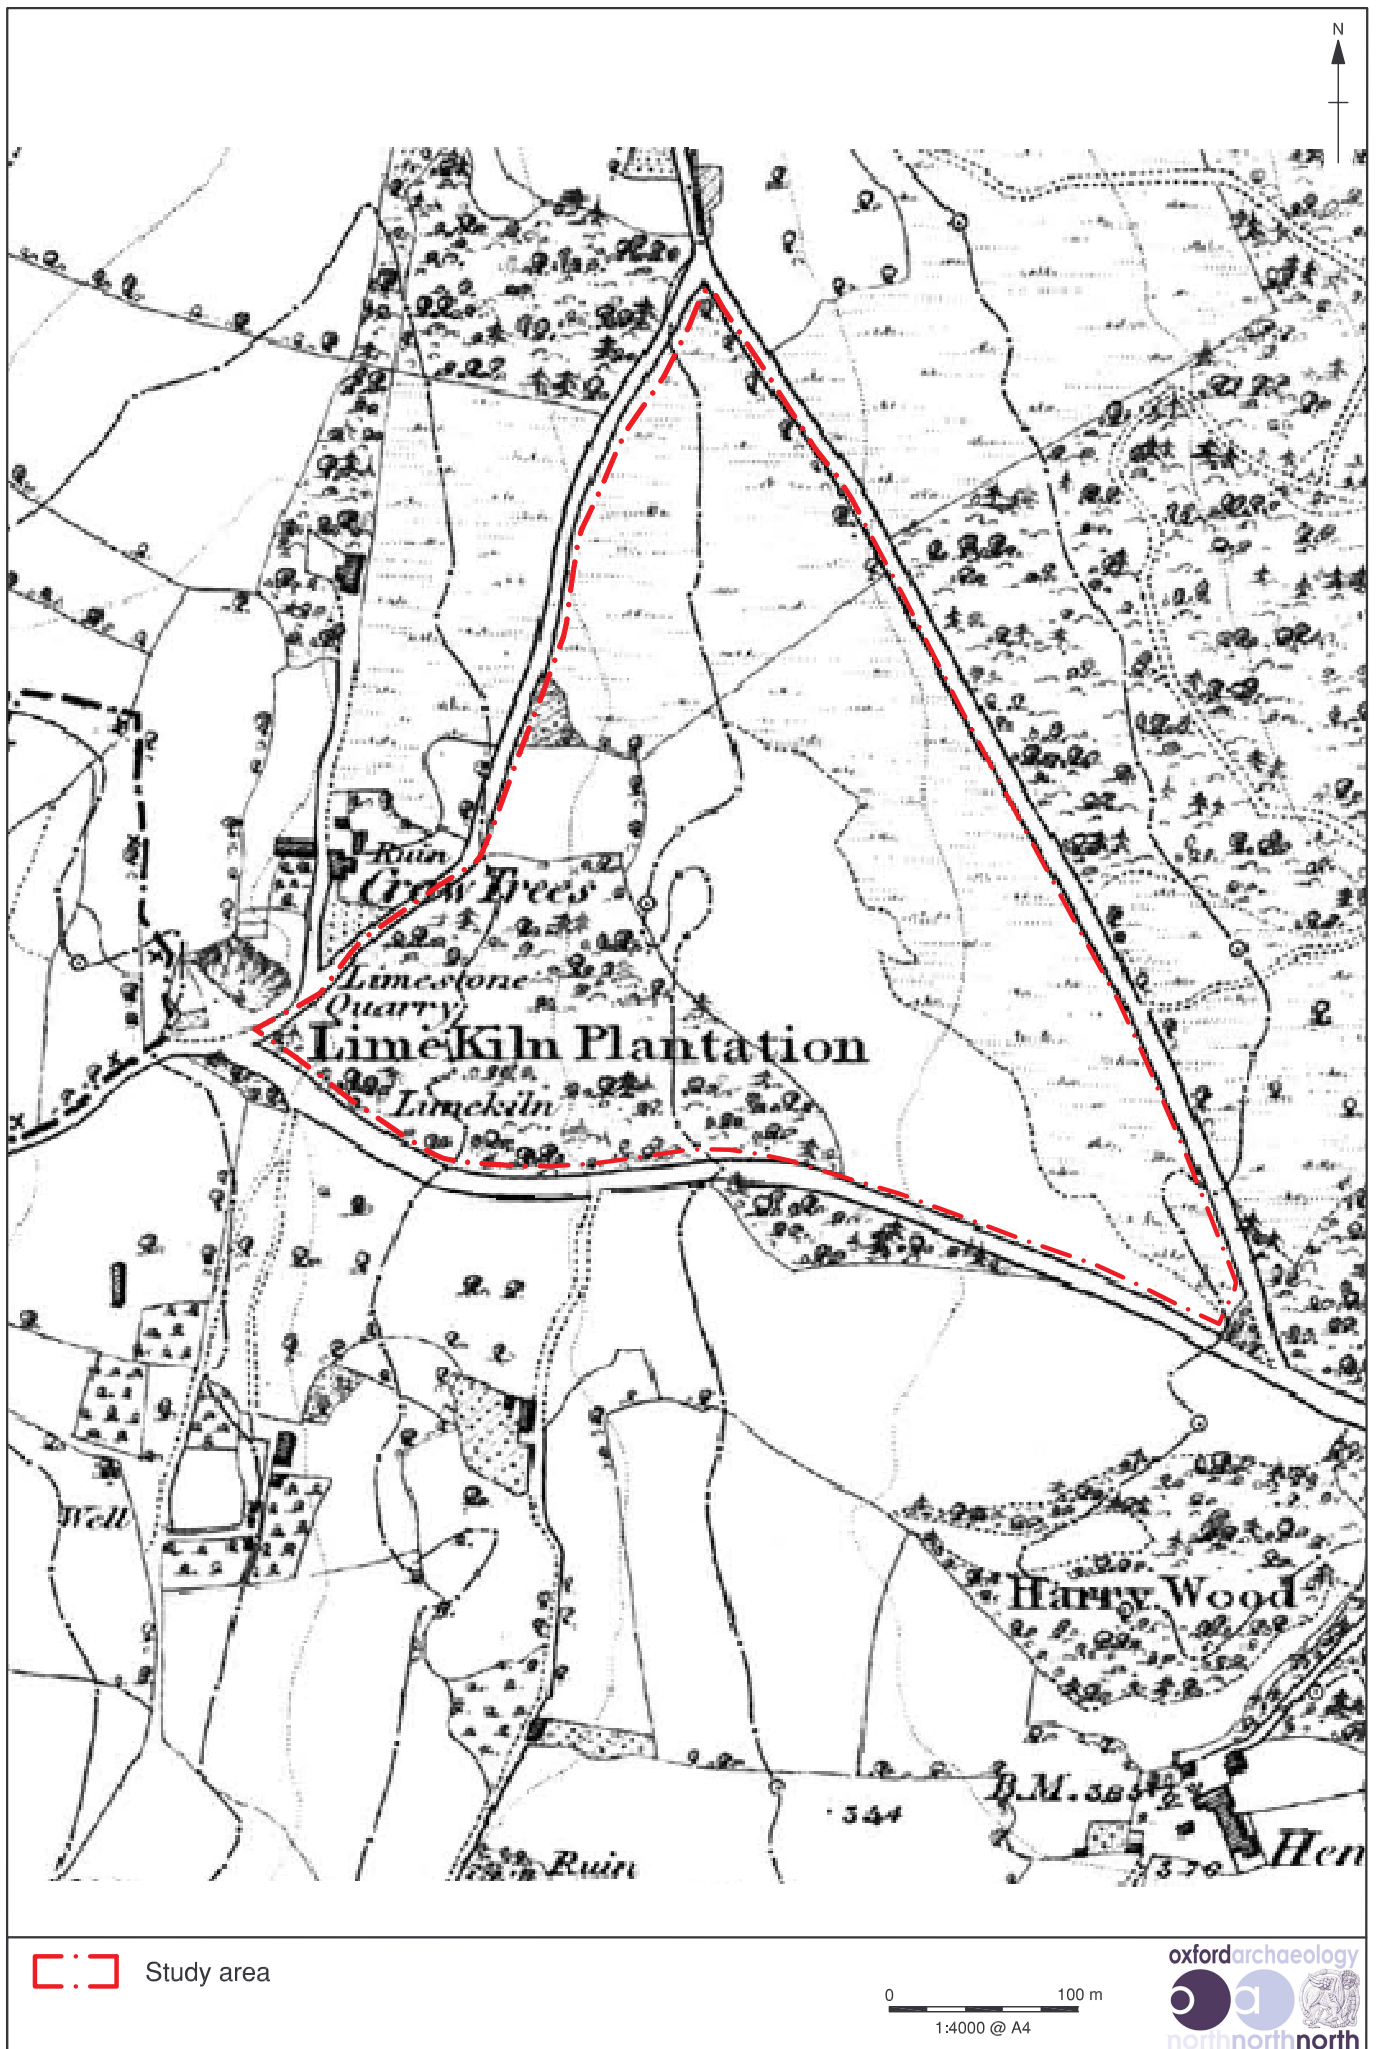 N
Ruin
Crow Trees
Limestone
Quarry
Lime Kiln Plantation
Limekiln
Well
Harry Wood
B.M. 385.
344
370
Hen
Ruin
Study area
0 100 m
1:4000 @ A4
oxfordarchaeology
o a
northnorthnorth